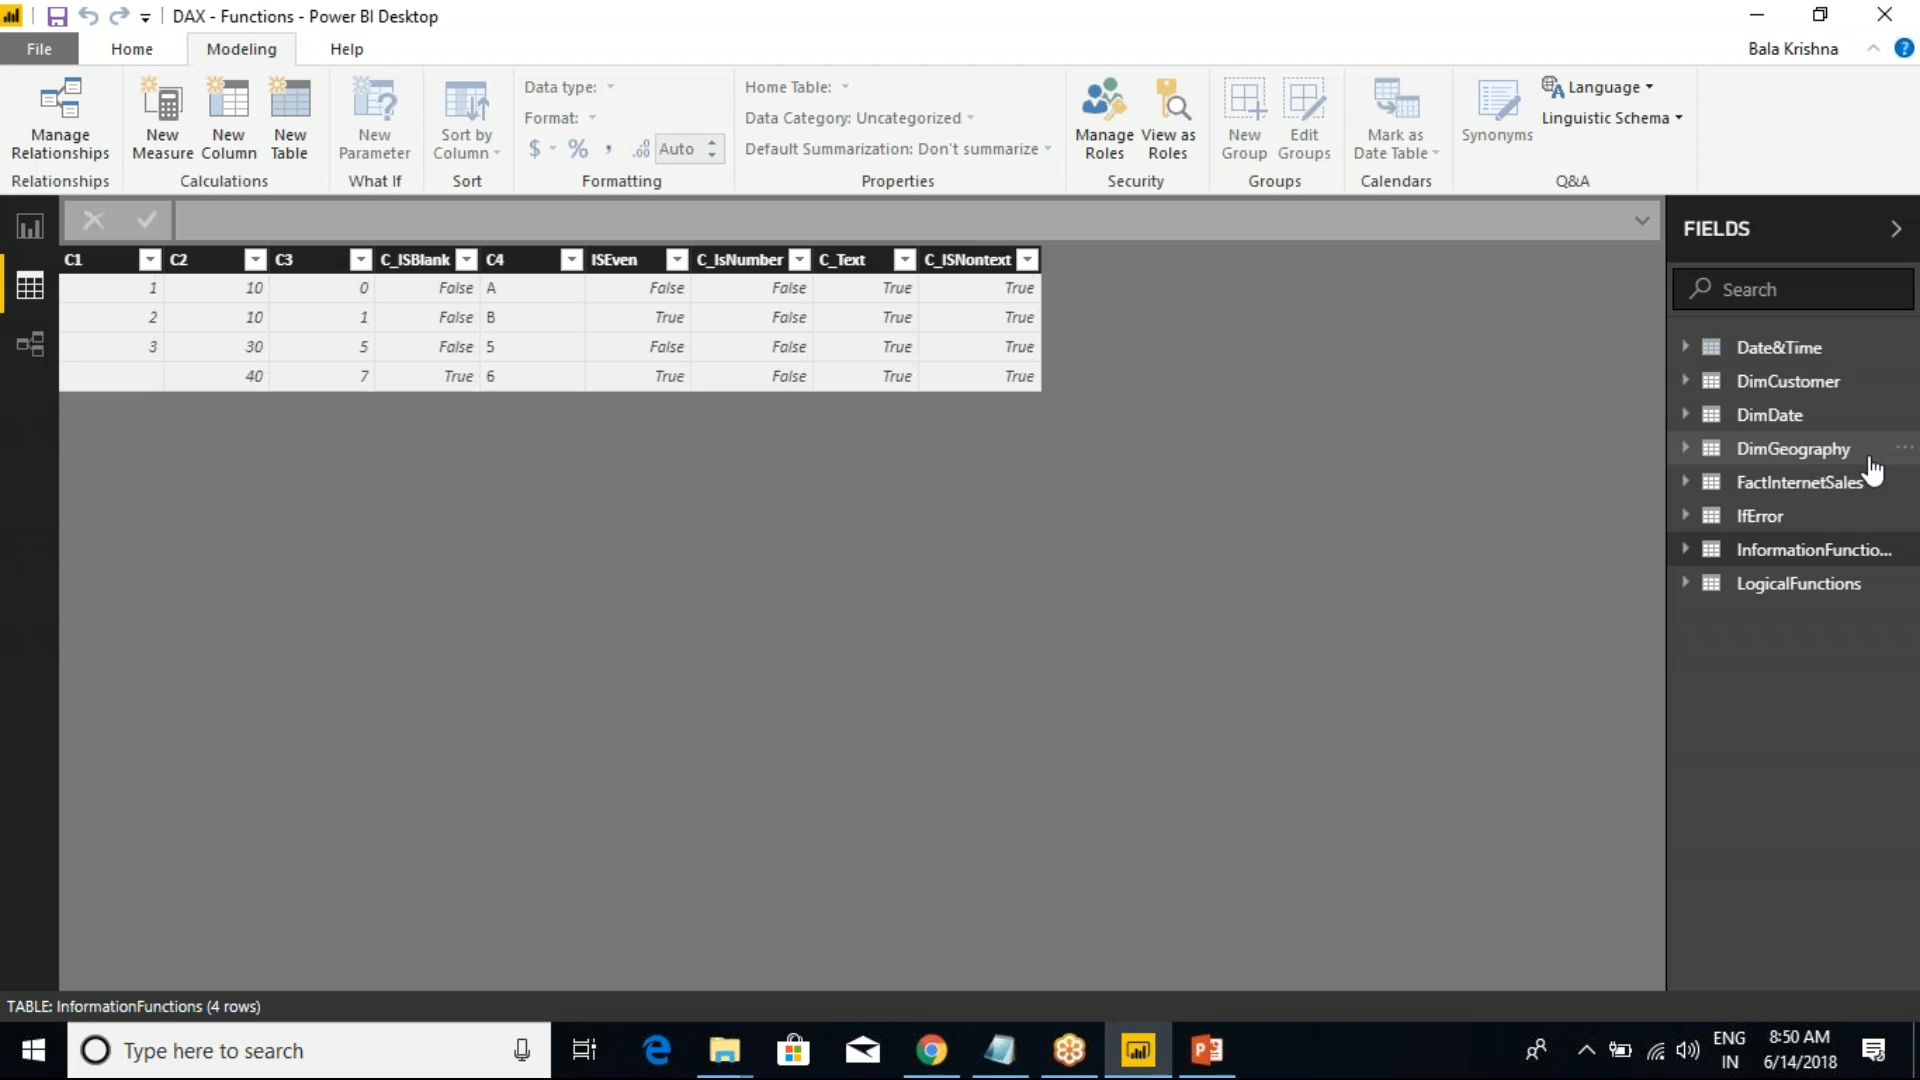 DAX - Functions - Power BI Desktop
File Home Modeling Help Bala Krishna ?
Manage Relationships
New Measure
New Column
New Table
New Parameter
Sort by Column
Data type:
Format:
$ % , .00 Auto
Home Table:
Data Category: Uncategorized
Default Summarization: Don't summarize
Manage Roles
View as Roles
New Group
Edit Groups
Mark as Date Table
Synonyms
Language
Linguistic Schema
Relationships Calculations What If Sort Formatting Properties Security Groups Calendars Q&A
C1 C2 C3 C_ISBlank C4 ISEven C_IsNumber C_Text C_ISNontext
1 10 0 False A False False True True
2 10 1 False B True False True True
3 30 5 False 5 False False True True
40 7 True 6 True False True True
FIELDS
Search
Date&Time
DimCustomer
DimDate
DimGeography
FactInternetSales
IfError
InformationFunctio...
LogicalFunctions
TABLE: InformationFunctions (4 rows)
Type here to search
ENG
IN
8:50 AM
6/14/2018